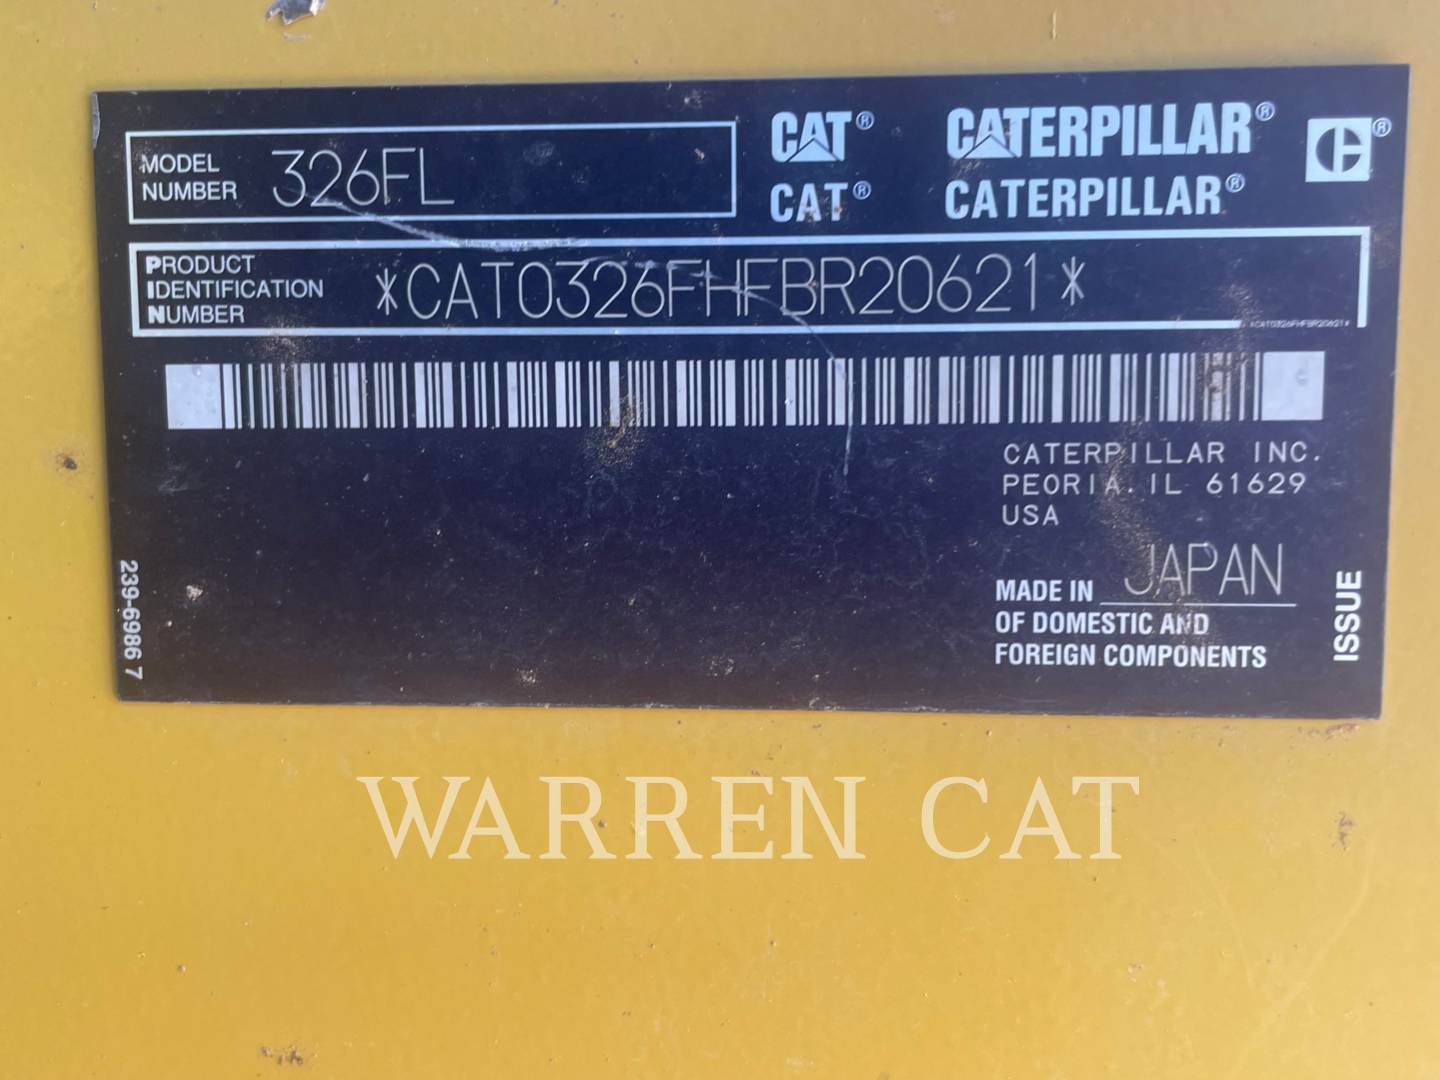 MODEL
NUMBER 326FL
CAT® CATERPILLAR®
CAT® CATERPILLAR®
PRODUCT
IDENTIFICATION
NUMBER *CAT0326FHFBR20621*
*CAT0326FHFBR20621*
CATERPILLAR INC.
PEORIA, IL 61629
USA
MADE IN JAPAN
OF DOMESTIC AND
FOREIGN COMPONENTS
239-6986 7
ISSUE
WARREN CAT